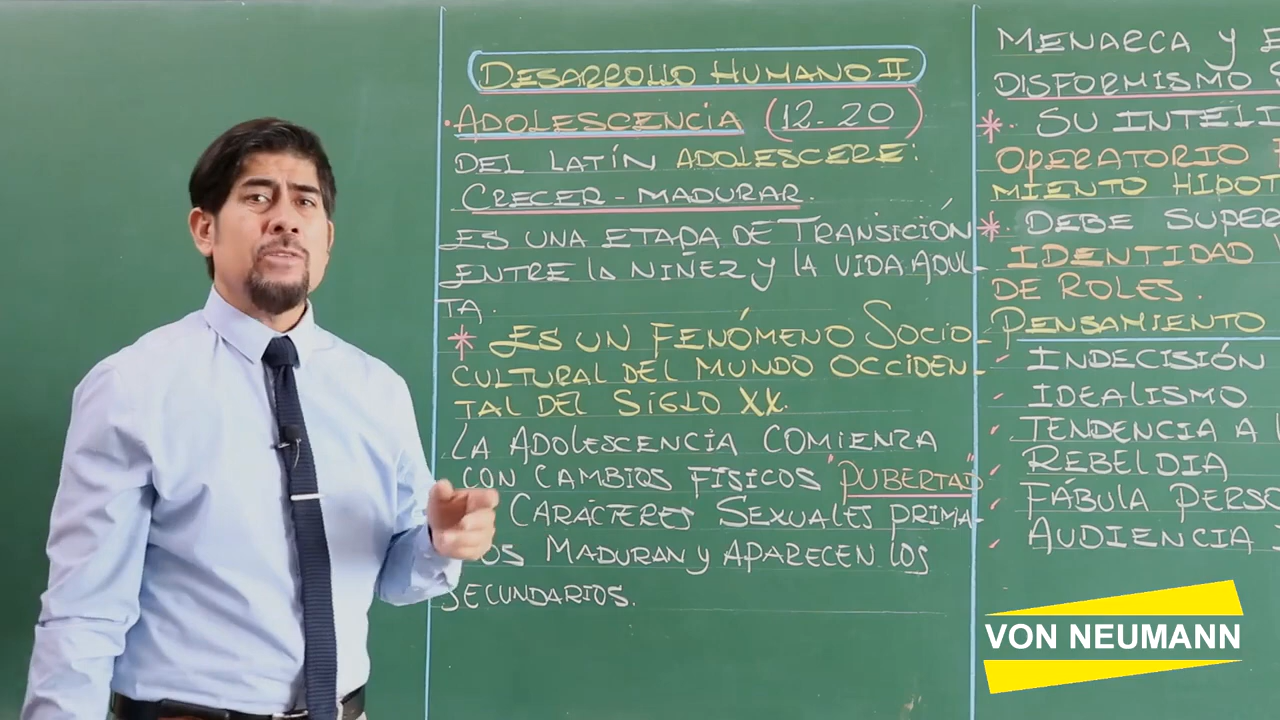 DESARROLLO HUMANO II
· ADOLESCENCIA (12-20)
DEL LATÍN ADOLESCERE:
CRECER-MADURAR.
ES UNA ETAPA DE TRANSICIÓN
ENTRE LA NIÑEZ y LA VIDA ADUL-
TA.
* ES UN FENÓMENO SOCIO-
CULTURAL DEL MUNDO OCCIDEN-
TAL DEL SIGLO XX.
LA ADOLESCENCIA COMIENZA
CON CAMBIOS FÍSICOS "PUBERTAD"
CARÁCTERES SEXUALES PRIMA-
OS MADURAN y APARECEN LOS
SECUNDARIOS.
MENARCA y E
DISFORMISMO S
*. SU INTELI
OPERATORIO
MIENTO HIPOT
* DEBE SUPER
IDENTIDAD
DE ROLES.
PENSAMIENTO
INDECISIÓN
IDEALISMO
TENDENCIA A L
REBELDIA
FÁBULA PERSO
AUDIENCIA
VON NEUMANN